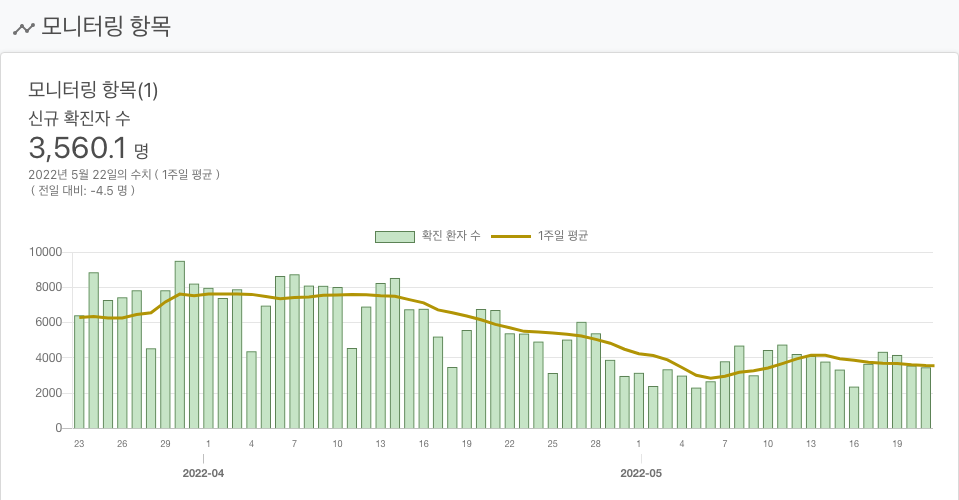 모니터링 항목
모니터링 항목(1)
신규 확진자 수
3,560.1 명
2022년 5월 22일의 수치 ( 1주일 평균 )
( 전일 대비: -4.5 명 )
확진 환자 수 1주일 평균
10000
8000
6000
4000
2000
0
23 26 29 1 4 7 10 13 16 19 22 25 28 1 4 7 10 13 16 19
2022-04 2022-05